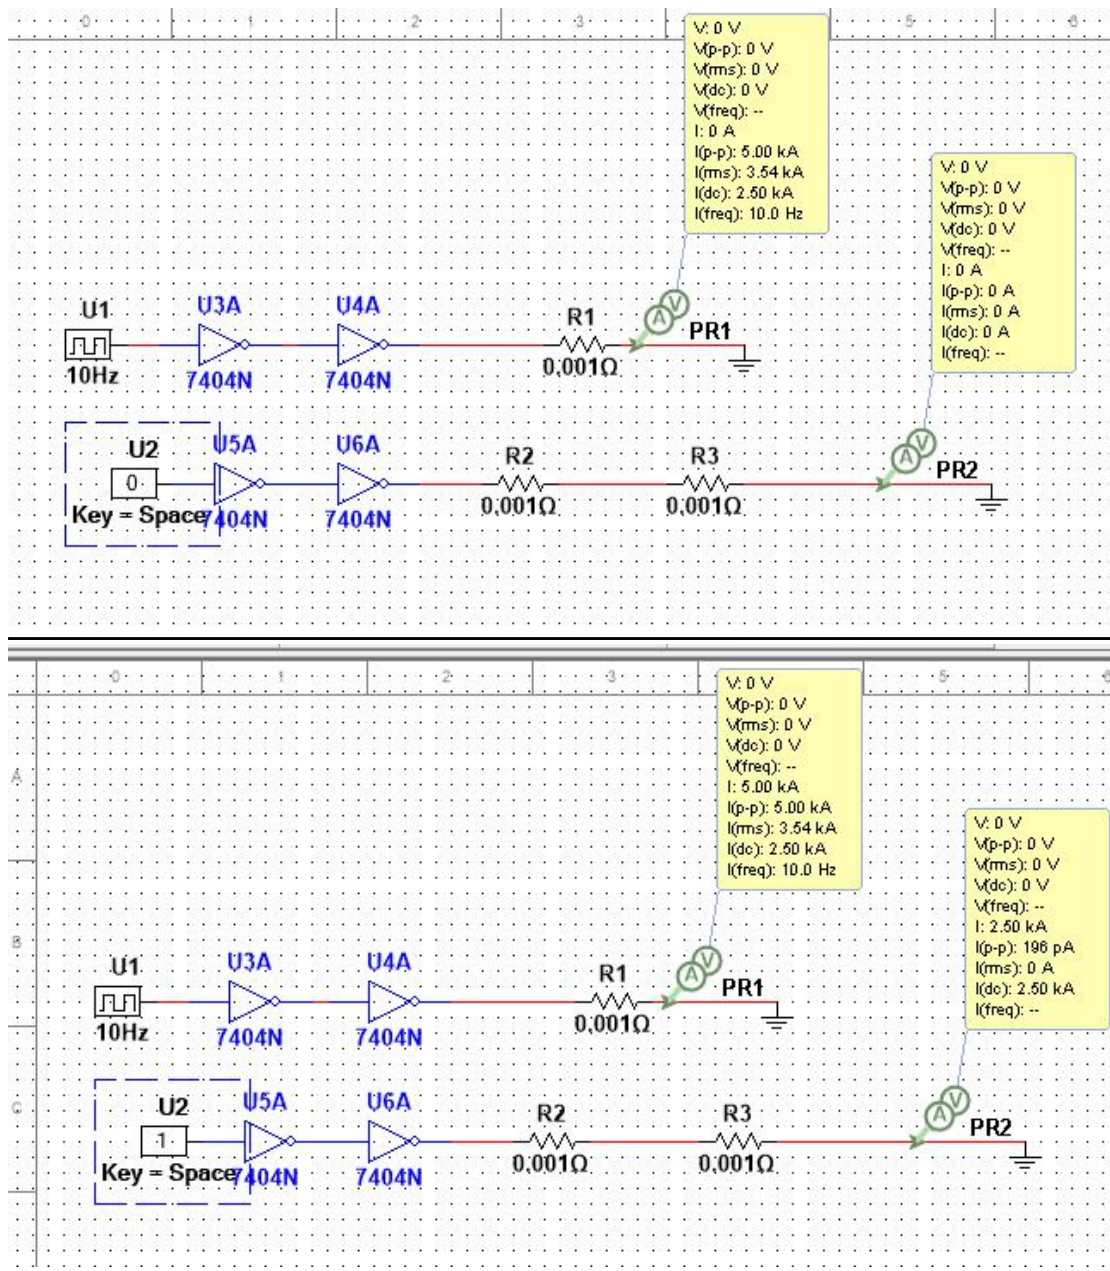 0 1 2 3 5 6
V: 0 V
V(p-p): 0 V
V(rms): 0 V
V(dc): 0 V
V(freq): --
I: 0 A
I(p-p): 5.00 kA
I(rms): 3.54 kA
I(dc): 2.50 kA
I(freq): 10.0 Hz
V: 0 V
V(p-p): 0 V
V(rms): 0 V
V(dc): 0 V
V(freq): --
I: 0 A
I(p-p): 0 A
I(rms): 0 A
I(dc): 0 A
I(freq): --
U1 U3A U4A R1 A V PR1
10Hz 7404N 7404N 0,001Ω
U2 U5A U6A R2 R3 A V PR2
0
Key = Space 7404N 7404N 0,001Ω 0,001Ω
0 1 2 3 5 6
V: 0 V
V(p-p): 0 V
V(rms): 0 V
V(dc): 0 V
V(freq): --
I: 5.00 kA
I(p-p): 5.00 kA
I(rms): 3.54 kA
I(dc): 2.50 kA
I(freq): 10.0 Hz
V: 0 V
V(p-p): 0 V
V(rms): 0 V
V(dc): 0 V
V(freq): --
I: 2.50 kA
I(p-p): 196 pA
I(rms): 0 A
I(dc): 2.50 kA
I(freq): --
A
B
U1 U3A U4A R1 A V PR1
10Hz 7404N 7404N 0,001Ω
C
U2 U5A U6A R2 R3 A V PR2
1
Key = Space 7404N 7404N 0,001Ω 0,001Ω